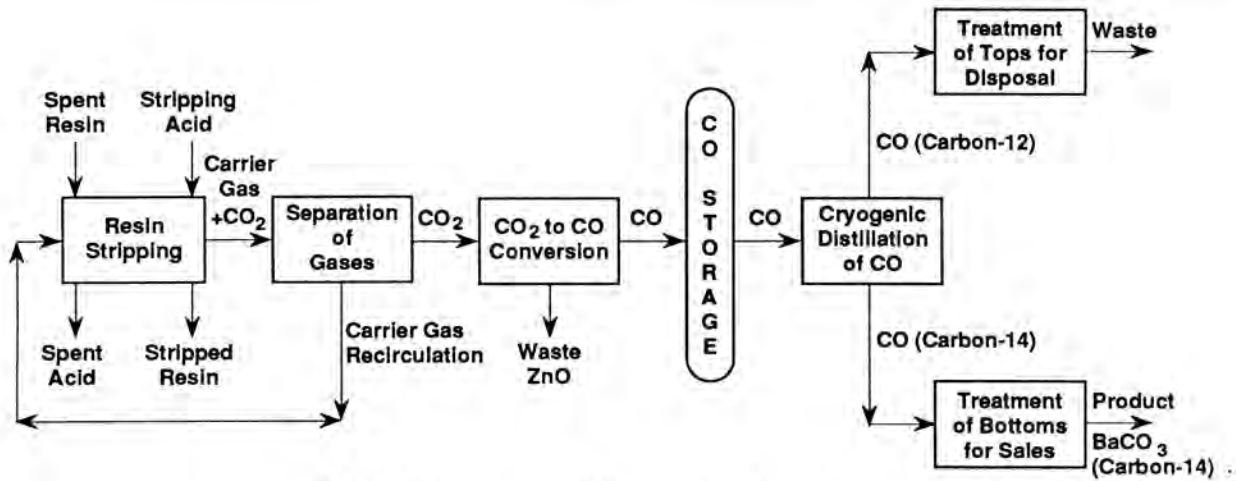 Spent
Resin
Stripping
Acid
Carrier
Gas
+CO2
Resin
Stripping
Spent
Acid
Stripped
Resin
Separation
of
Gases
Carrier Gas
Recirculation
CO2
CO2 to CO
Conversion
Waste
ZnO
CO
CO STORAGE
CO
Cryogenic
Distillation
of CO
CO (Carbon-12)
Treatment
of Tops for
Disposal
Waste
CO (Carbon-14)
Treatment
of Bottoms
for Sales
Product
BaCO3
(Carbon-14)